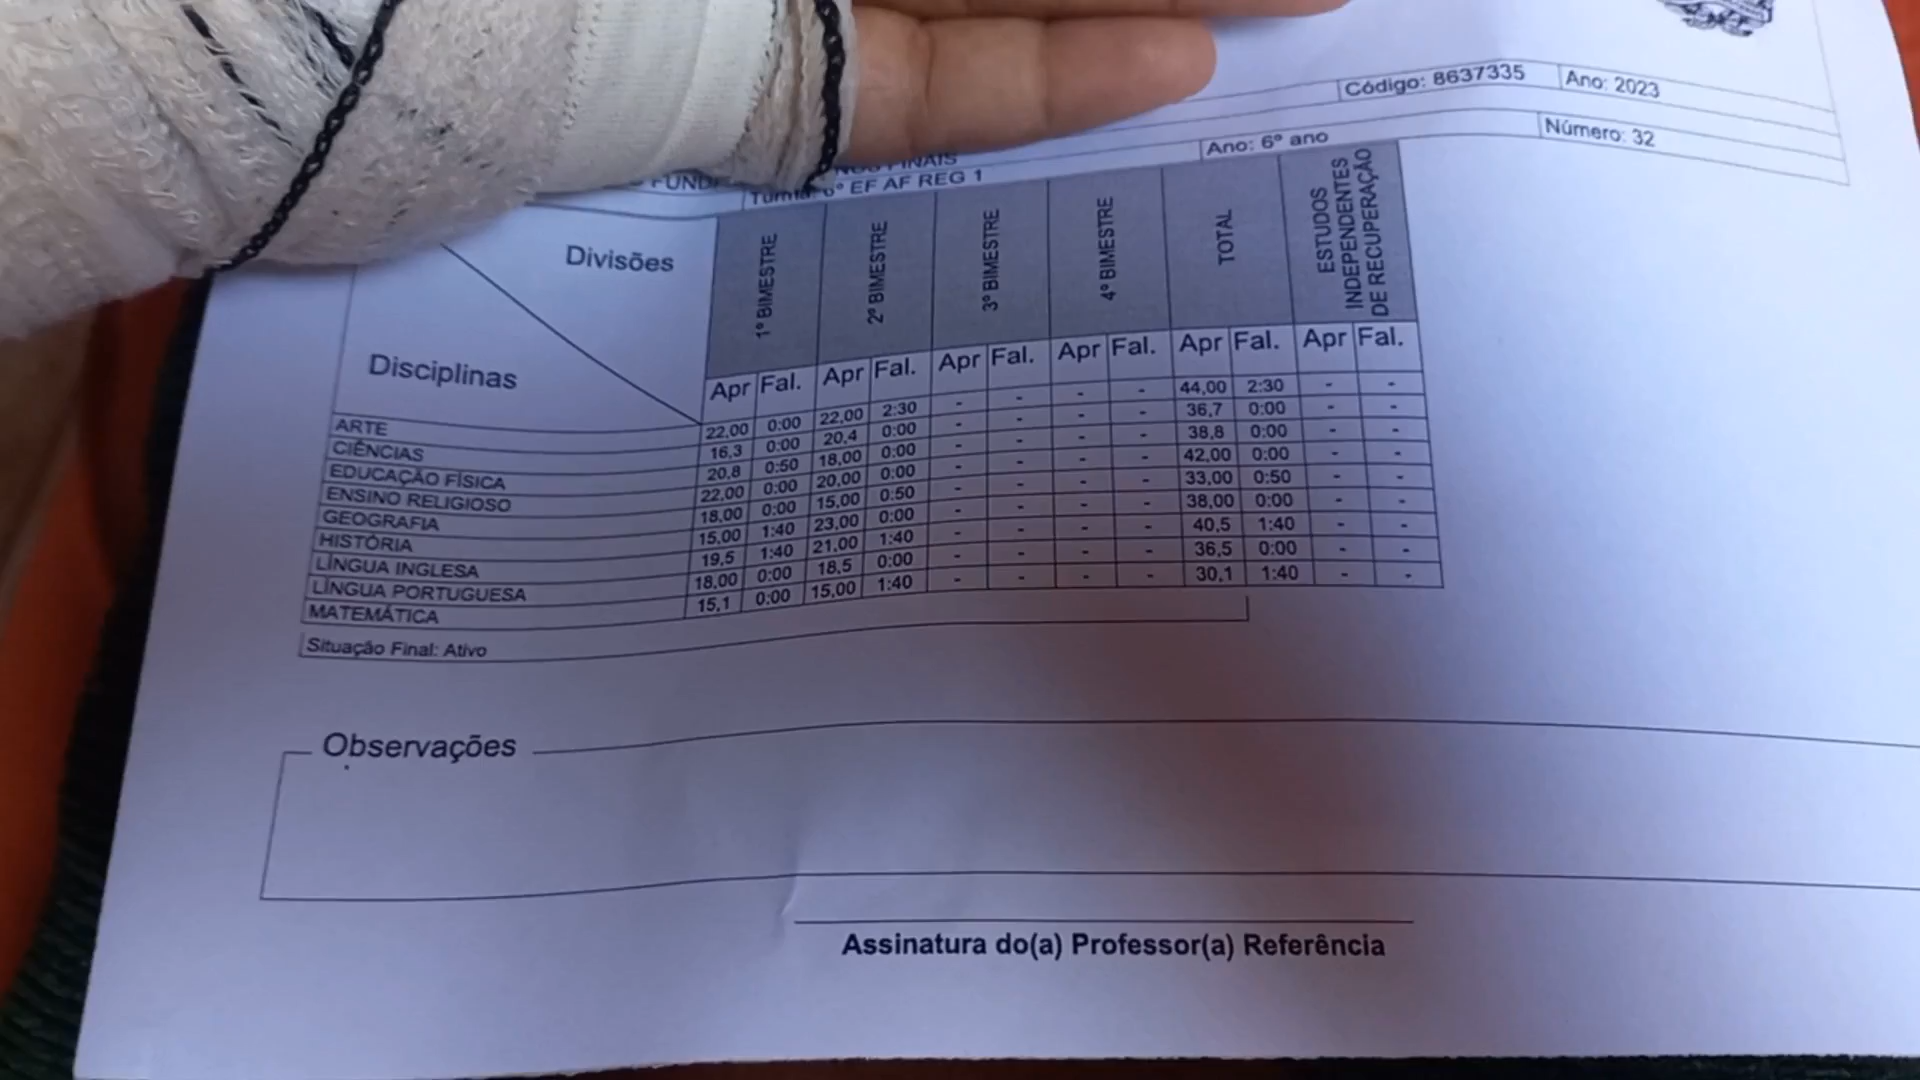 Código: 8637335 Ano: 2023
Ano: 6º ano Número: 32
FINAIS
Turma: 6º EF AF REG 1
Divisões
Disciplinas
1º BIMESTRE 2º BIMESTRE 3º BIMESTRE 4º BIMESTRE TOTAL ESTUDOS INDEPENDENTES DE RECUPERAÇÃO
Apr Fal. Apr Fal. Apr Fal. Apr Fal. Apr Fal. Apr Fal.
ARTE 22,00 0:00 22,00 2:30 - - - - 44,00 2:30 - -
CIÊNCIAS 16,3 0:00 20,4 0:00 - - - - 36,7 0:00 - -
EDUCAÇÃO FÍSICA 20,8 0:50 18,00 0:00 - - - - 38,8 0:00 - -
ENSINO RELIGIOSO 22,00 0:00 20,00 0:00 - - - - 42,00 0:00 - -
GEOGRAFIA 18,00 0:00 15,00 0:50 - - - - 33,00 0:50 - -
HISTÓRIA 15,00 1:40 23,00 0:00 - - - - 38,00 0:00 - -
LÍNGUA INGLESA 19,5 1:40 21,00 1:40 - - - - 40,5 1:40 - -
LÍNGUA PORTUGUESA 18,00 0:00 18,5 0:00 - - - - 36,5 0:00 - -
MATEMÁTICA 15,1 0:00 15,00 1:40 - - - - 30,1 1:40 - -
Situação Final: Ativo
Observações
Assinatura do(a) Professor(a) Referência